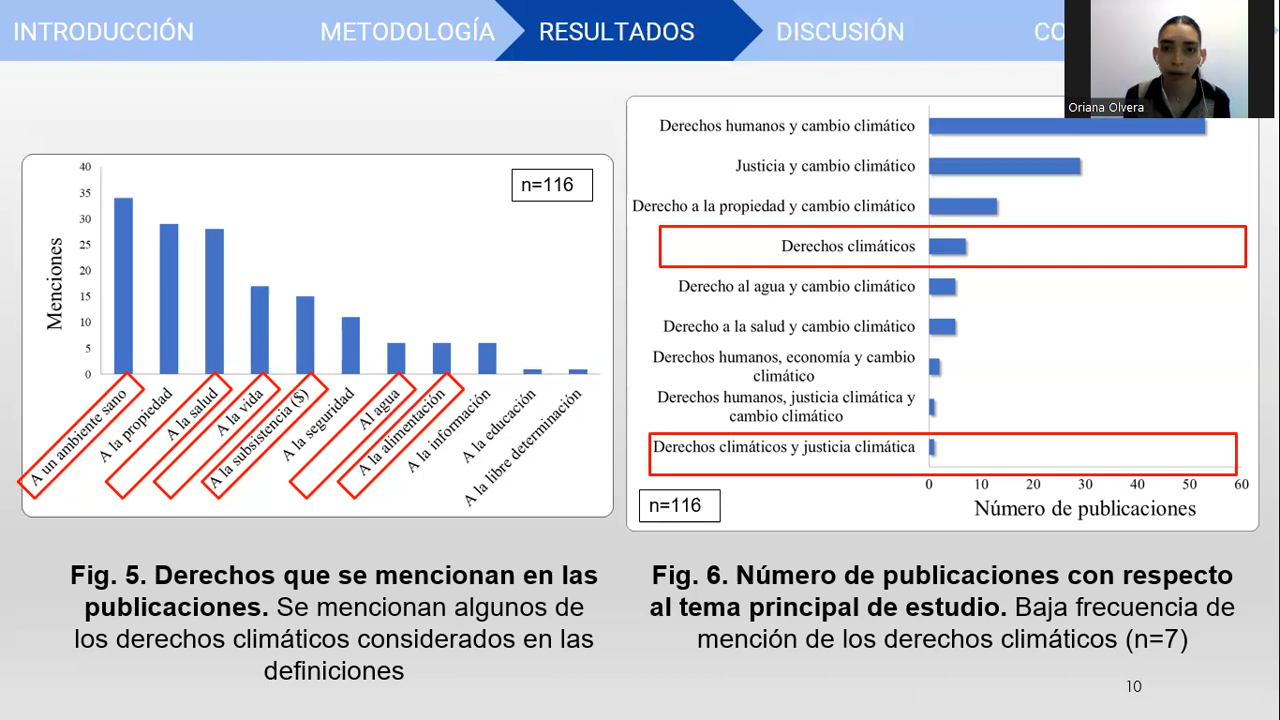 INTRODUCCIÓN
METODOLOGÍA
RESULTADOS
DISCUSIÓN
CO
Oriana Olvera
n=116
Menciones
40
35
30
25
20
15
10
5
0
A un ambiente sano
A la propiedad
A la salud
A la vida
A la subsistencia ($)
A la seguridad
Al agua
A la alimentación
A la información
A la educación
A la libre determinación
Derechos humanos y cambio climático
Justicia y cambio climático
Derecho a la propiedad y cambio climático
Derechos climáticos
Derecho al agua y cambio climático
Derecho a la salud y cambio climático
Derechos humanos, economía y cambio
climático
Derechos humanos, justicia climática y
cambio climático
Derechos climáticos y justicia climática
0 10 20 30 40 50 60
Número de publicaciones
n=116
Fig. 5. Derechos que se mencionan en las
publicaciones. Se mencionan algunos de
los derechos climáticos considerados en las
definiciones
Fig. 6. Número de publicaciones con respecto
al tema principal de estudio. Baja frecuencia de
mención de los derechos climáticos (n=7)
10